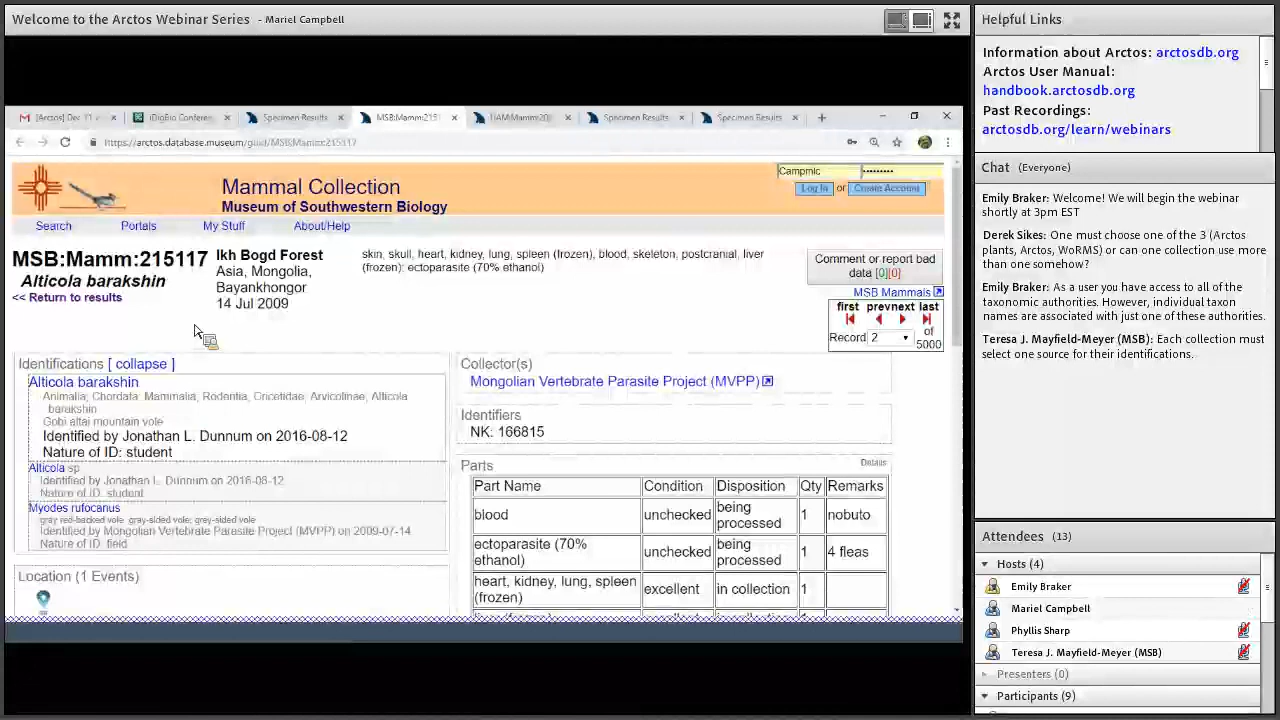 Welcome to the Arctos Webinar Series - Mariel Campbell
[Arctos] Dec 11 v
iDigBio Conferen
Specimen Results
MSB:Mamm:215
Specimen Results
Specimen Results
https://arctos.database.museum/guid/MSB:Mamm:215117
Mammal Collection
Museum of Southwestern Biology
Campmlc
•••••••••
Log In or Create Account
Search
Portals
My Stuff
About/Help
MSB:Mamm:215117
Alticola barakshin
<< Return to results
Ikh Bogd Forest
Asia, Mongolia,
Bayankhongor
14 Jul 2009
skin, skull, heart, kidney, lung, spleen (frozen), blood, skeleton, postcranial, liver
(frozen); ectoparasite (70% ethanol)
Comment or report bad
data [0][0]
MSB Mammals
first prevnext last
Record 2 of
5000
Identifications [ collapse ]
Alticola barakshin
Animalia, Chordata, Mammalia, Rodentia, Cricetidae, Arvicolinae, Alticola
barakshin
Gobi altai mountain vole
Identified by Jonathan L. Dunnum on 2016-08-12
Nature of ID: student
Alticola sp
Identified by Jonathan L. Dunnum on 2016-08-12
Nature of ID: student
Myodes rufocanus
gray red-backed vole; gray-sided vole; grey-sided vole
Identified by Mongolian Vertebrate Parasite Project (MVPP) on 2009-07-14
Nature of ID: field
Location (1 Events)
Collector(s)
Mongolian Vertebrate Parasite Project (MVPP)
Identifiers
NK: 166815
Parts
Details
Part Name Condition Disposition Qty Remarks
blood unchecked being processed 1 nobuto
ectoparasite (70% ethanol) unchecked being processed 1 4 fleas
heart, kidney, lung, spleen (frozen) excellent in collection 1
Helpful Links
Information about Arctos: arctosdb.org
Arctos User Manual:
handbook.arctosdb.org
Past Recordings:
arctosdb.org/learn/webinars
Chat (Everyone)
Emily Braker: Welcome! We will begin the webinar
shortly at 3pm EST
Derek Sikes: One must choose one of the 3 (Arctos
plants, Arctos, WoRMS) or can one collection use more
than one somehow?
Emily Braker: As a user you have access to all of the
taxonomic authorities. However, individual taxon
names are associated with just one of these authorities.
Teresa J. Mayfield-Meyer (MSB): Each collection must
select one source for their identifications.
Attendees (13)
Hosts (4)
Emily Braker
Mariel Campbell
Phyllis Sharp
Teresa J. Mayfield-Meyer (MSB)
Presenters (0)
Participants (9)